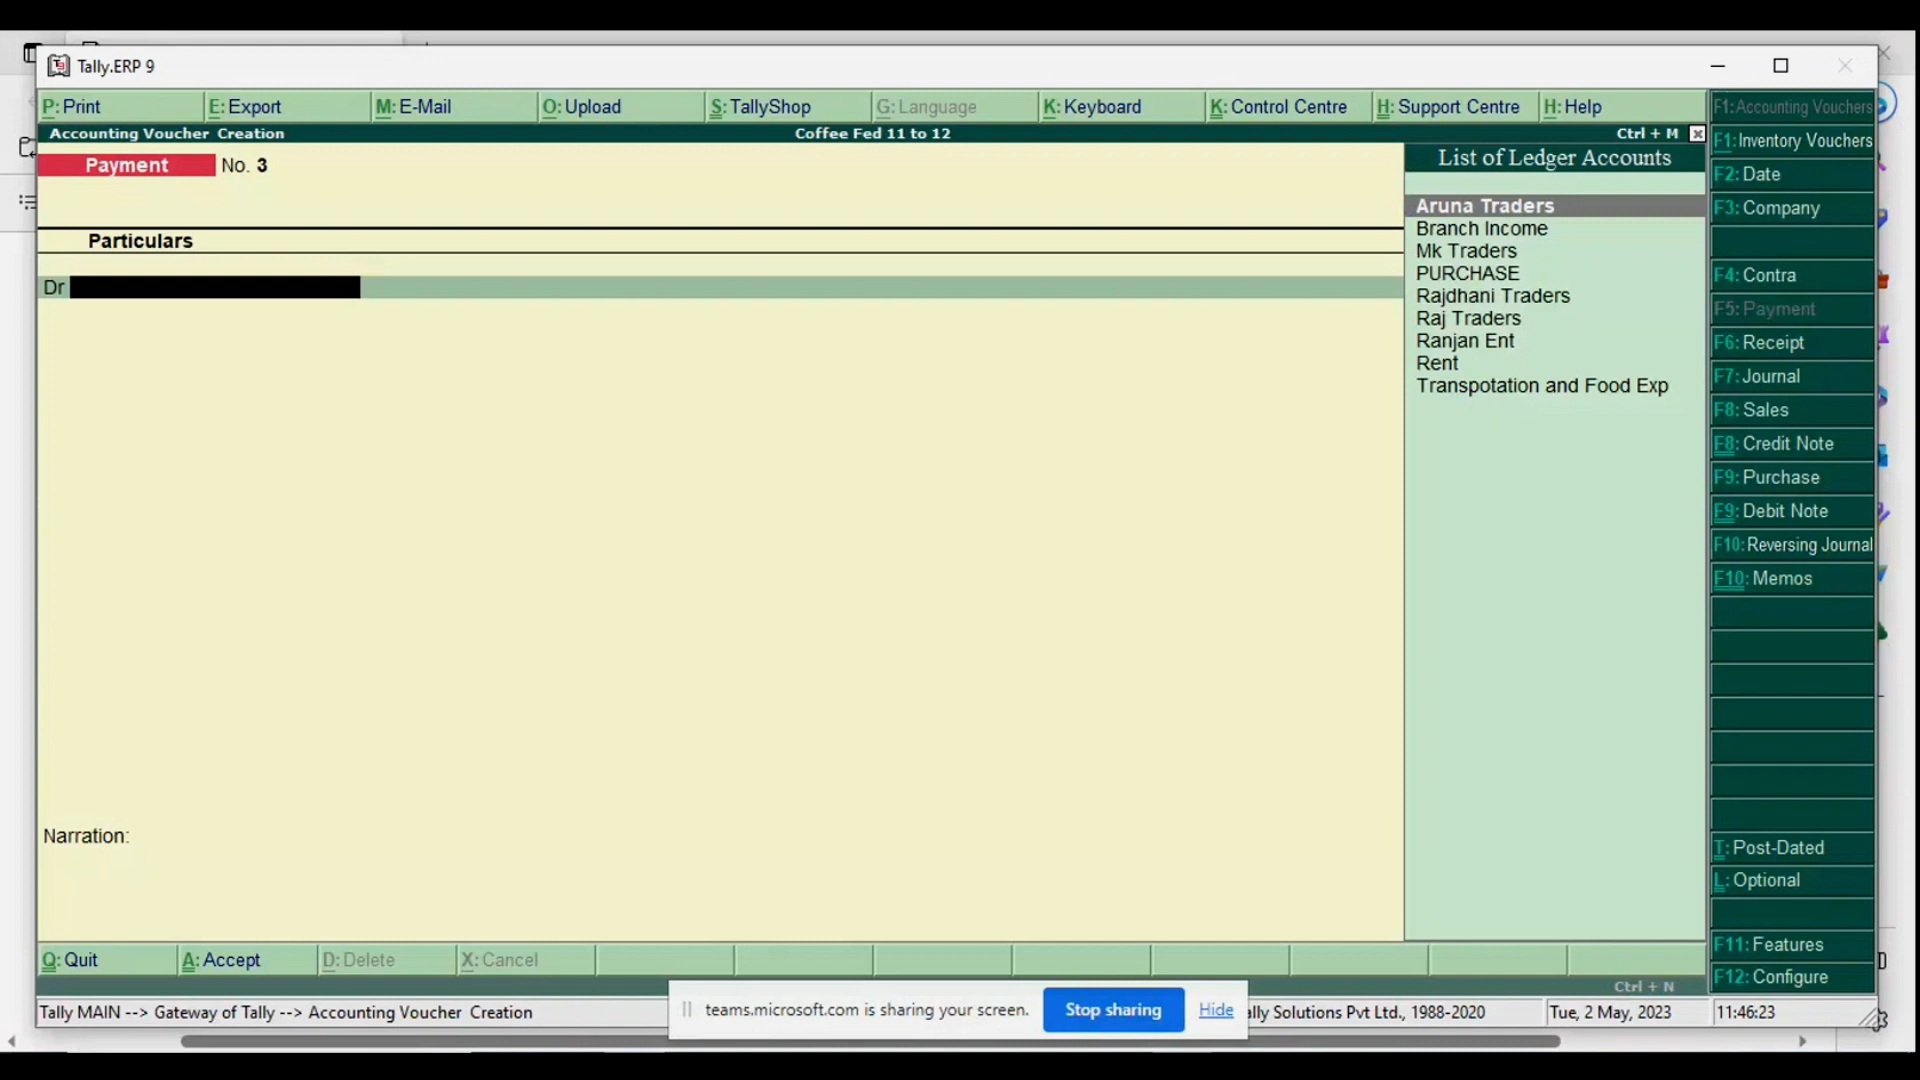 Tally.ERP 9
P: Print E: Export M: E-Mail O: Upload S: TallyShop G: Language K: Keyboard K: Control Centre H: Support Centre H: Help
F1: Accounting Vouchers
Accounting Voucher Creation Coffee Fed 11 to 12 Ctrl + M
F1: Inventory Vouchers
Payment No. 3
List of Ledger Accounts
F2: Date
Aruna Traders
F3: Company
Branch Income
Particulars
Mk Traders
PURCHASE
F4: Contra
Dr
Rajdhani Traders
F5: Payment
Raj Traders
Ranjan Ent
F6: Receipt
Rent
F7: Journal
Transpotation and Food Exp
F8: Sales
F8: Credit Note
F9: Purchase
F9: Debit Note
F10: Reversing Journal
F10: Memos
Narration:
T: Post-Dated
L: Optional
F11: Features
Q: Quit A: Accept D: Delete X: Cancel
F12: Configure
Ctrl + N
Tally MAIN --> Gateway of Tally --> Accounting Voucher Creation
teams.microsoft.com is sharing your screen. Stop sharing Hide
lly Solutions Pvt Ltd., 1988-2020 Tue, 2 May, 2023 11:46:23